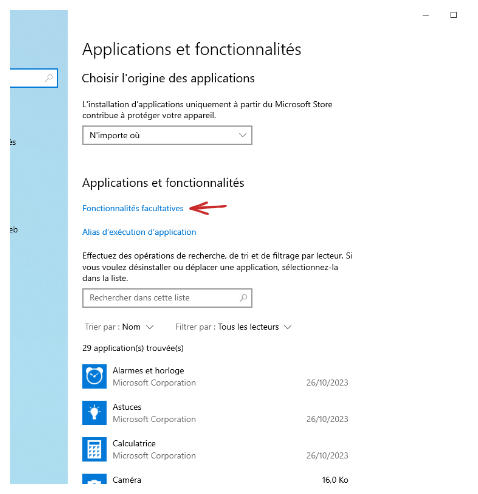 Applications et fonctionnalités
Choisir l'origine des applications
L'installation d'applications uniquement à partir du Microsoft Store
contribue à protéger votre appareil.
N'importe où
Applications et fonctionnalités
Fonctionnalités facultatives
Alias d'exécution d'application
Effectuez des opérations de recherche, de tri et de filtrage par lecteur. Si
vous voulez désinstaller ou déplacer une application, sélectionnez-la
dans la liste.
Rechercher dans cette liste
Trier par : Nom Filtrer par : Tous les lecteurs
29 application(s) trouvée(s)
Alarmes et horloge
Microsoft Corporation 26/10/2023
Astuces
Microsoft Corporation 26/10/2023
Calculatrice
Microsoft Corporation 26/10/2023
Caméra 16,0 Ko